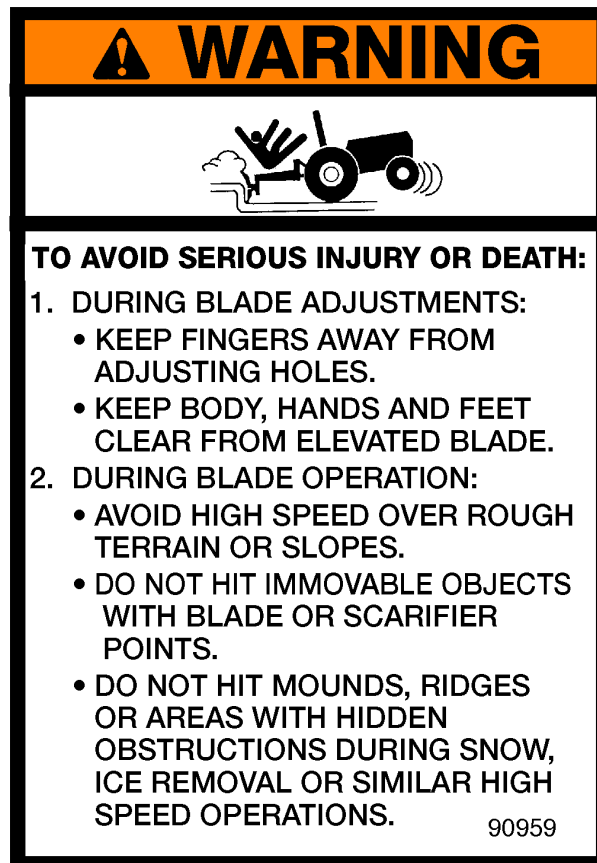 WARNING
TO AVOID SERIOUS INJURY OR DEATH:
1. DURING BLADE ADJUSTMENTS:
• KEEP FINGERS AWAY FROM
ADJUSTING HOLES.
• KEEP BODY, HANDS AND FEET
CLEAR FROM ELEVATED BLADE.
2. DURING BLADE OPERATION:
• AVOID HIGH SPEED OVER ROUGH
TERRAIN OR SLOPES.
• DO NOT HIT IMMOVABLE OBJECTS
WITH BLADE OR SCARIFIER
POINTS.
• DO NOT HIT MOUNDS, RIDGES
OR AREAS WITH HIDDEN
OBSTRUCTIONS DURING SNOW,
ICE REMOVAL OR SIMILAR HIGH
SPEED OPERATIONS.
90959